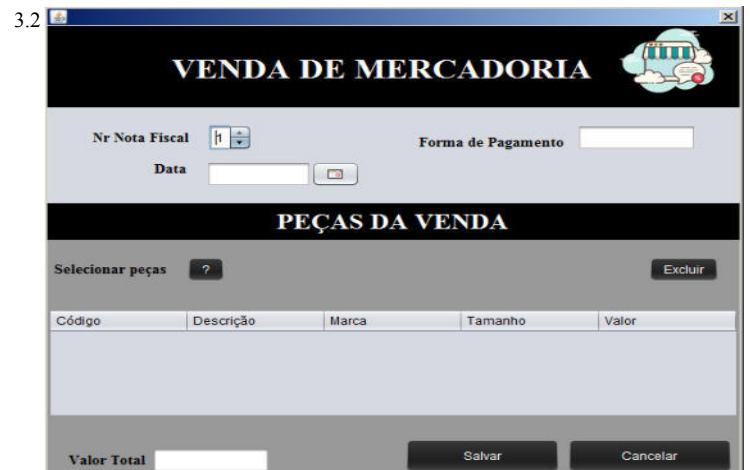 3.2
VENDA DE MERCADORIA
Nr Nota Fiscal 1 Forma de Pagamento
Data
PEÇAS DA VENDA
Selecionar peças ? Excluir
Código Descrição Marca Tamanho Valor
Valor Total Salvar Cancelar